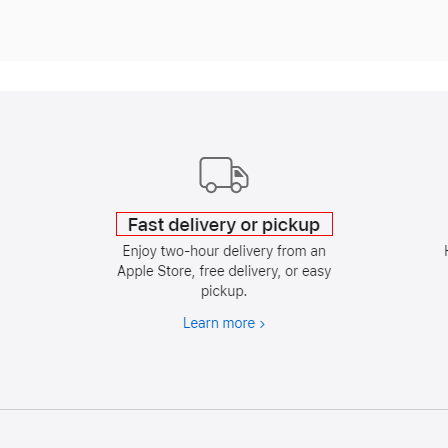 Fast delivery or pickup
Enjoy two-hour delivery from an
Apple Store, free delivery, or easy
pickup.
Learn more >